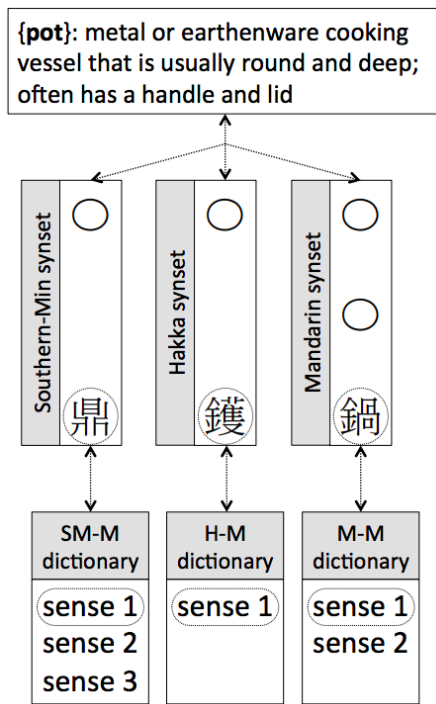 {pot}: metal or earthenware cooking
vessel that is usually round and deep;
often has a handle and lid
Southern-Min synset
鼎
Hakka synset
鑊
Mandarin synset
鍋
SM-M
dictionary
sense 1
sense 2
sense 3
H-M
dictionary
sense 1
M-M
dictionary
sense 1
sense 2